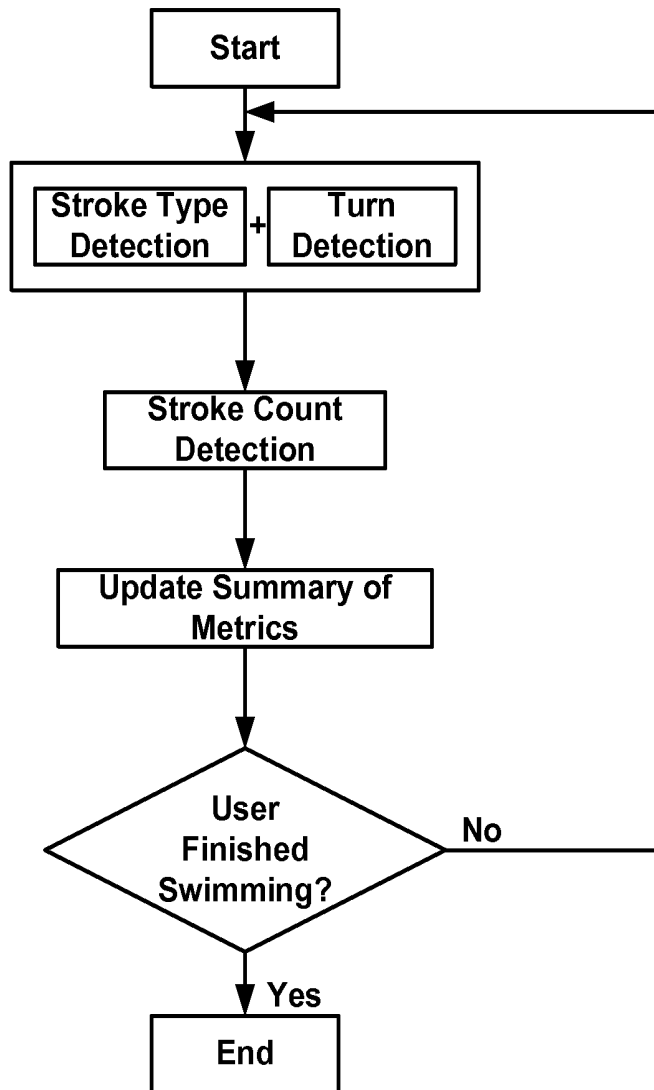 Start
Stroke Type
Detection
+
Turn
Detection
Stroke Count
Detection
Update Summary of
Metrics
User
Finished
Swimming?
No
Yes
End